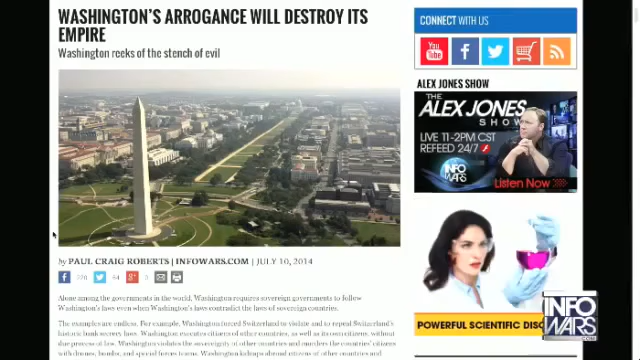 WASHINGTON'S ARROGANCE WILL DESTROY ITS
EMPIRE
Washington reeks of the stench of evil
by PAUL CRAIG ROBERTS | INFOWARS.COM | JULY 10, 2014
Alone among the governments in the world, Washington requires sovereign governments to follow
Washington's laws even when Washington's laws contradict the laws of sovereign countries.
The examples are endless. For example, Washington forced Switzerland to violate and to repeal Switzerland's
historic bank secrecy laws. Washington executes citizens of other countries, as well as its own citizens, without
due process of law. Washington violates the sovereignty of other countries and murders the countries' citizens
with drones, bombs, and special forces teams. Washington kidnaps abroad citizens of other countries and
CONNECT WITH US
You
Tube
ALEX JONES SHOW
THE
ALEX JONES
SHOW
LIVE 11-2PM CST
REFEED 24/7
INFO
WARS
Listen Now
POWERFUL SCIENTIFIC DISC
INFO
WARS
.COM